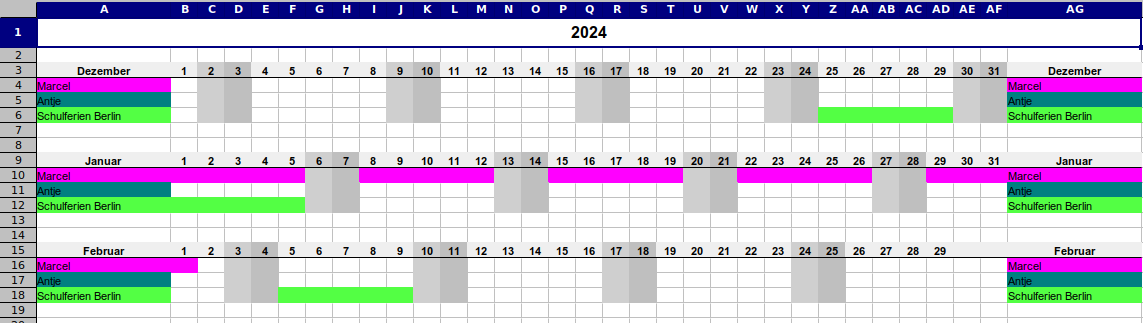 A B C D E F G H I J K L M N O P Q R S T U V W X Y Z AA AB AC AD AE AF AG
1 2024
2
3 Dezember 1 2 3 4 5 6 7 8 9 10 11 12 13 14 15 16 17 18 19 20 21 22 23 24 25 26 27 28 29 30 31 Dezember
4 Marcel Marcel
5 Antje Antje
6 Schulferien Berlin Schulferien Berlin
7
8
9 Januar 1 2 3 4 5 6 7 8 9 10 11 12 13 14 15 16 17 18 19 20 21 22 23 24 25 26 27 28 29 30 31 Januar
10 Marcel Marcel
11 Antje Antje
12 Schulferien Berlin Schulferien Berlin
13
14
15 Februar 1 2 3 4 5 6 7 8 9 10 11 12 13 14 15 16 17 18 19 20 21 22 23 24 25 26 27 28 29 Februar
16 Marcel Marcel
17 Antje Antje
18 Schulferien Berlin Schulferien Berlin
19